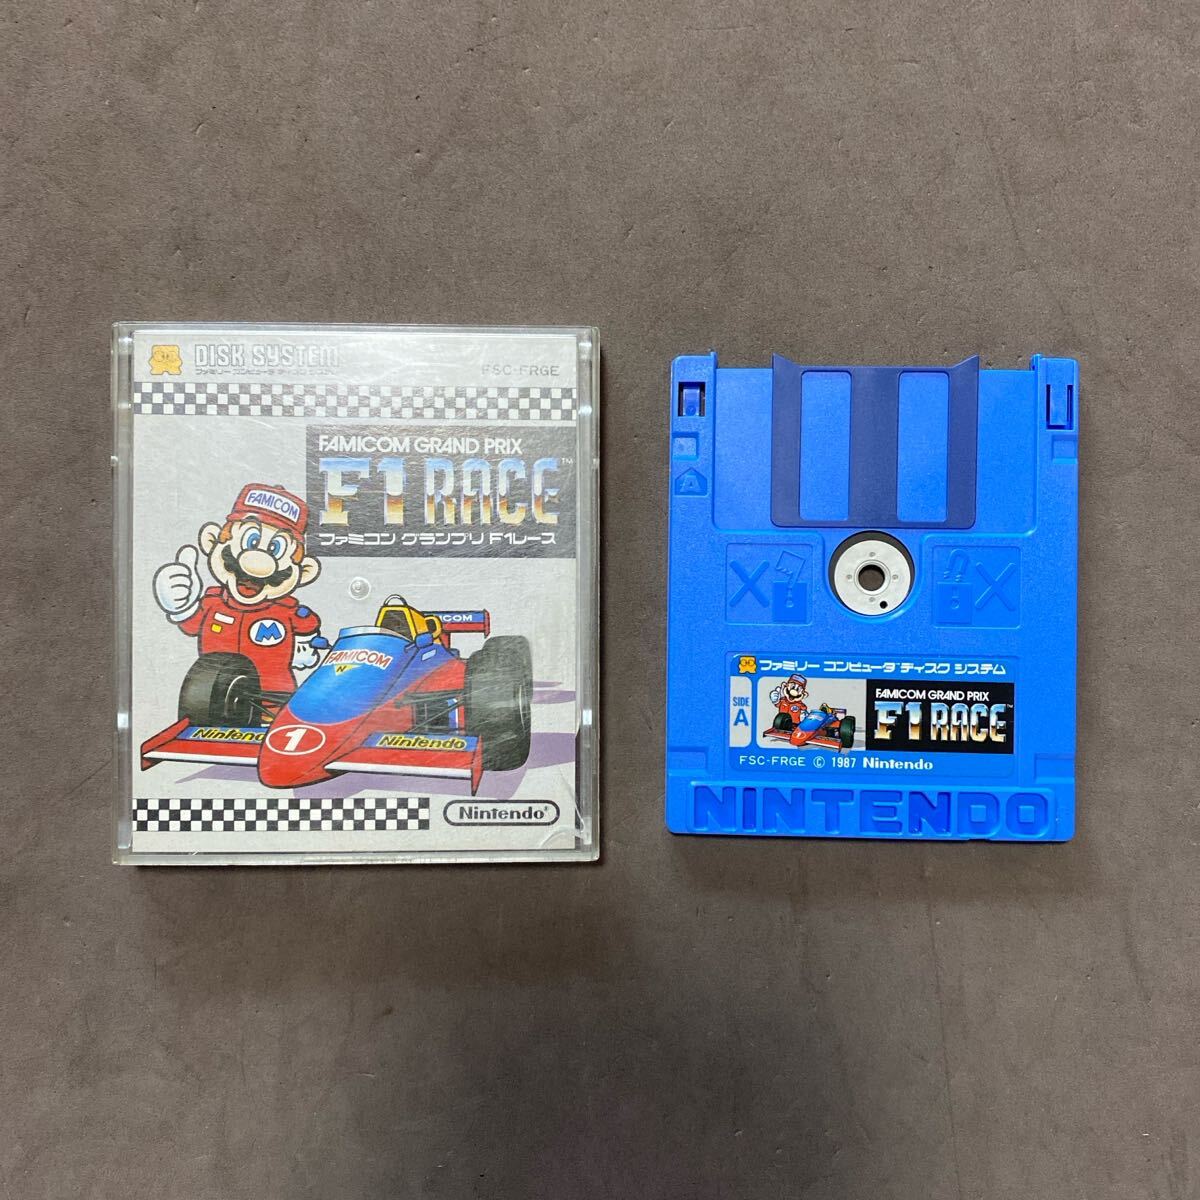 DISK SYSTEM
ファミリー コンピュータ ディスク システム
FSC-FRGE
FAMICOM GRAND PRIX
F1 RACE™
ファミコン グランプリ F1レース
FAMICOM
M
FAMICOM
FAMICOM
N
Nintendo
1
Nintendo
Nintendo®
A
ファミリー コンピュータ ディスク システム
SIDE
A
FAMICOM GRAND PRIX
F1 RACE™
FSC-FRGE © 1987 Nintendo
NINTENDO